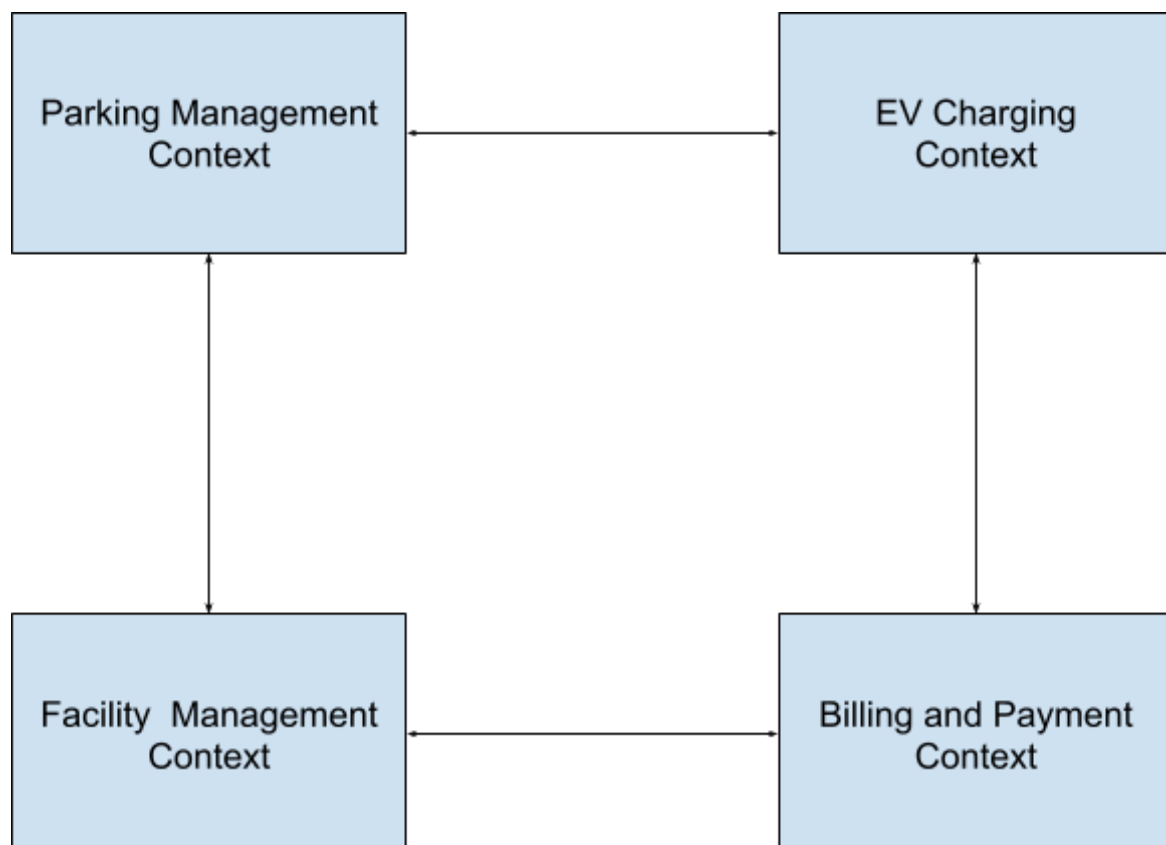 Parking Management
Context
EV Charging
Context
Facility  Management
Context
Billing and Payment
Context